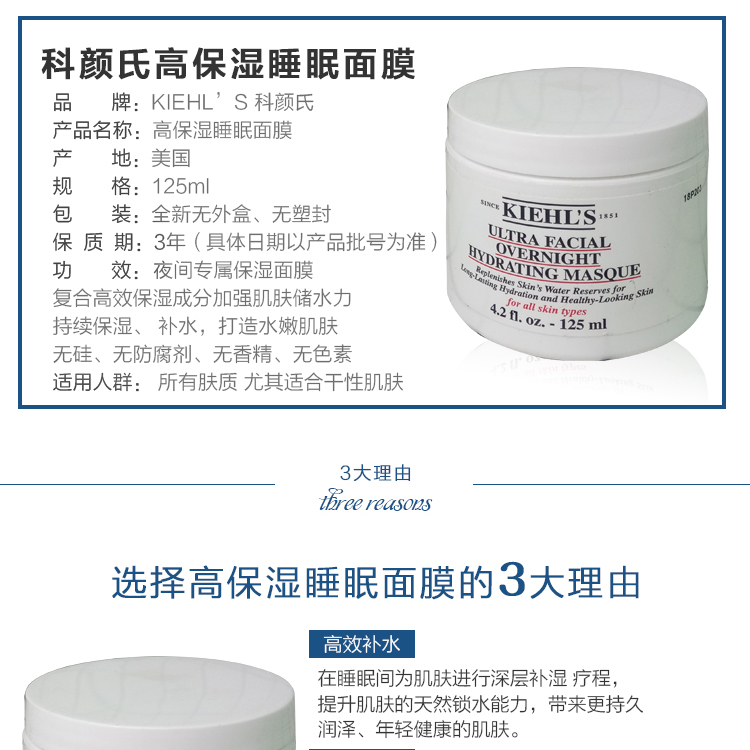 科颜氏高保湿睡眠面膜
品 牌：KIEHL'S 科颜氏
产品名称：高保湿睡眠面膜
产 地：美国
规 格：125ml
包 装：全新无外盒、无塑封
保 质 期：3年（具体日期以产品批号为准）
功 效：夜间专属保湿面膜
复合高效保湿成分加强肌肤储水力
持续保湿、补水，打造水嫩肌肤
无硅、无防腐剂、无香精、无色素
适用人群： 所有肤质 尤其适合干性肌肤
18P203
SINCE KIEHL'S 1851
ULTRA FACIAL
OVERNIGHT
HYDRATING MASQUE
Replenishes Skin's Water Reserves for
Long-Lasting Hydration and Healthy-Looking Skin
for all skin types
4.2 fl. oz. - 125 ml
3大理由
three reasons
选择高保湿睡眠面膜的3大理由
高效补水
在睡眠间为肌肤进行深层补湿 疗程，
提升肌肤的天然锁水能力，带来更持久
润泽、年轻健康的肌肤。